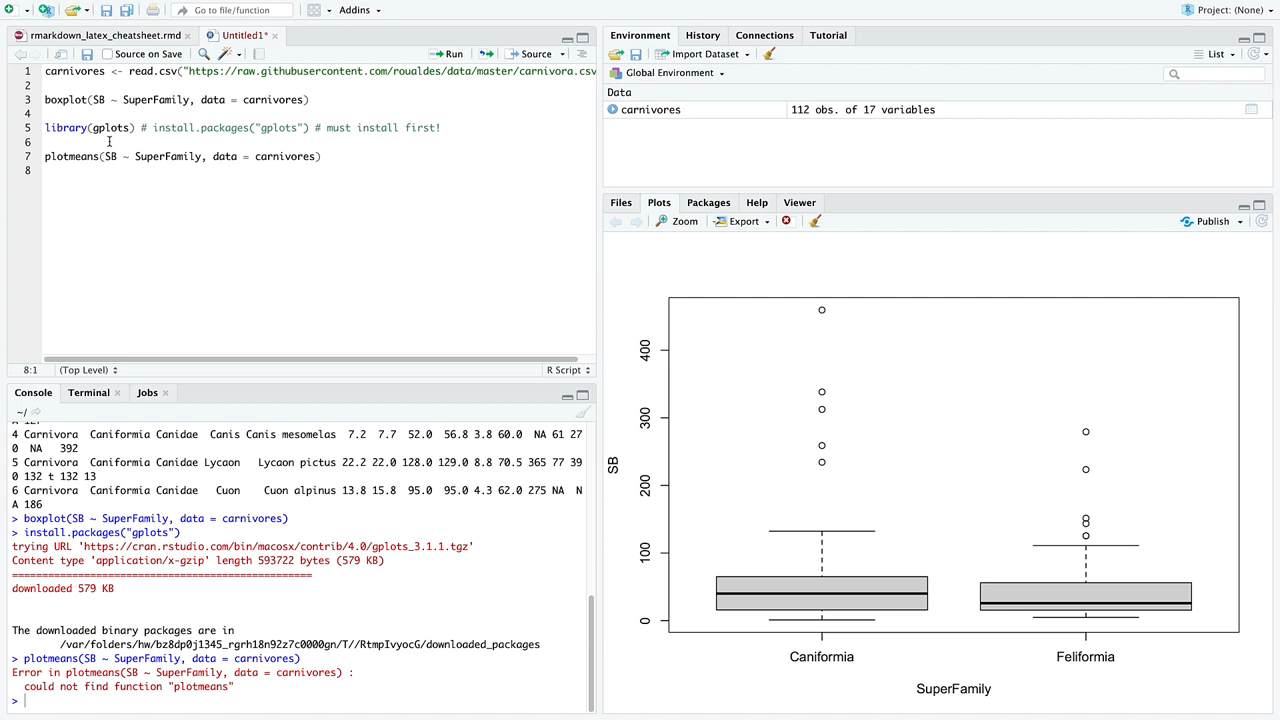 Go to file/function
Addins
Project: (None)
rmarkdown_latex_cheatsheet.rmd
Untitled1*
Source on Save
Run
Source
1 carnivores <- read.csv("https://raw.githubusercontent.com/roualdes/data/master/carnivora.csv
2
3 boxplot(SB ~ SuperFamily, data = carnivores)
4
5 library(gplots) # install.packages("gplots") # must install first!
6
7 plotmeans(SB ~ SuperFamily, data = carnivores)
8
8:1
(Top Level)
R Script
Console
Terminal
Jobs
~/
4 Carnivora Caniformia Canidae Canis Canis mesomelas 7.2 7.7 52.0 56.8 3.8 60.0 NA 61 27
0 NA 392
5 Carnivora Caniformia Canidae Lycaon Lycaon pictus 22.2 22.0 128.0 129.0 8.8 70.5 365 77 39
0 132 t 132 13
6 Carnivora Caniformia Canidae Cuon Cuon alpinus 13.8 15.8 95.0 95.0 4.3 62.0 275 NA N
A 186
> boxplot(SB ~ SuperFamily, data = carnivores)
> install.packages("gplots")
trying URL 'https://cran.rstudio.com/bin/macosx/contrib/4.0/gplots_3.1.1.tgz'
Content type 'application/x-gzip' length 593722 bytes (579 KB)
==================================================
downloaded 579 KB
The downloaded binary packages are in
/var/folders/hw/bz8dp0j1345_rgrh18n92z7c0000gn/T//RtmpIvyocG/downloaded_packages
> plotmeans(SB ~ SuperFamily, data = carnivores)
Error in plotmeans(SB ~ SuperFamily, data = carnivores) :
could not find function "plotmeans"
>
Environment
History
Connections
Tutorial
Import Dataset
List
Global Environment
Data
carnivores
112 obs. of 17 variables
Files
Plots
Packages
Help
Viewer
Zoom
Export
Publish
400
300
200
100
0
SB
Caniformia
Feliformia
SuperFamily